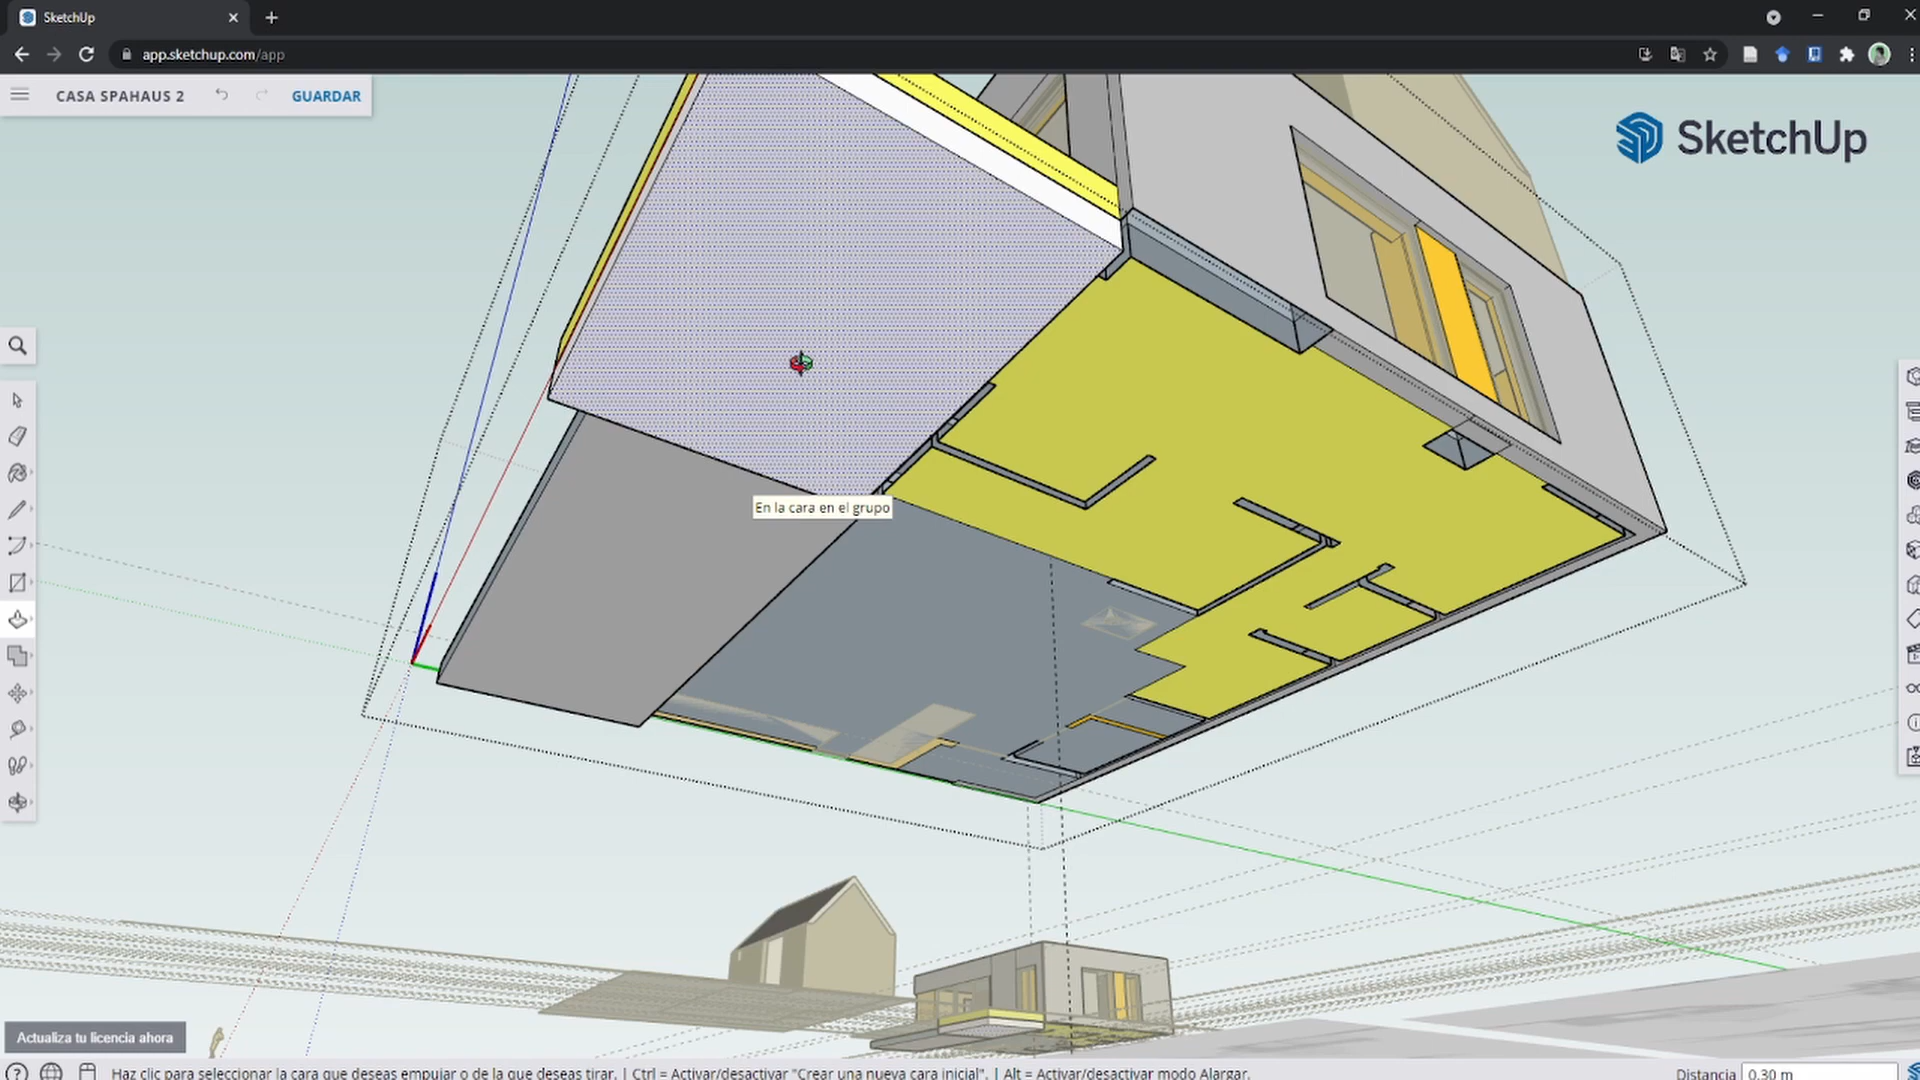 SketchUp
app.sketchup.com/app
CASA SPAHAUS 2
GUARDAR
SketchUp
En la cara en el grupo
Actualiza tu licencia ahora
Haz clic para seleccionar la cara que deseas empujar o de la que deseas tirar. | Ctrl = Activar/desactivar "Crear una nueva cara inicial". | Alt = Activar/desactivar modo Alargar.
Distancia 0.30 m